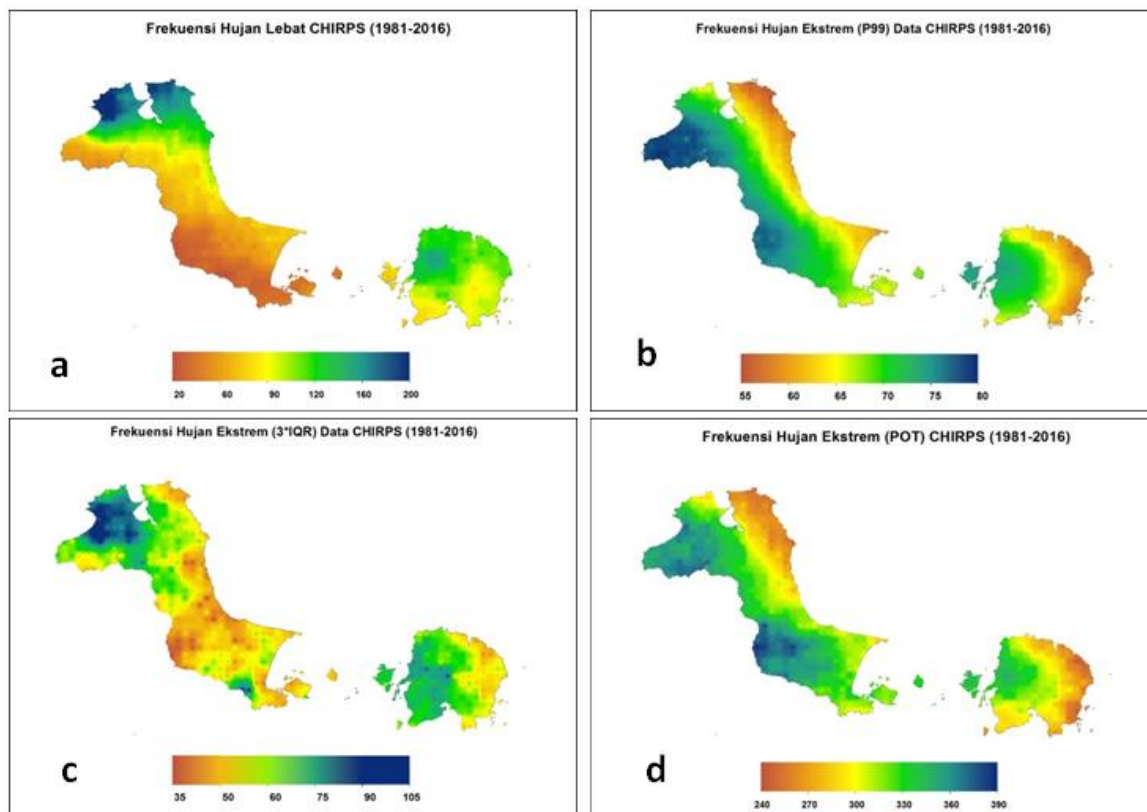 Frekuensi Hujan Lebat CHIRPS (1981-2016)
a
20 60 90 120 160 200
Frekuensi Hujan Ekstrem (P99) Data CHIRPS (1981-2016)
b
55 60 65 70 75 80
Frekuensi Hujan Ekstrem (3*IQR) Data CHIRPS (1981-2016)
c
35 50 60 75 90 105
Frekuensi Hujan Ekstrem (POT) CHIRPS (1981-2016)
d
240 270 300 330 360 390